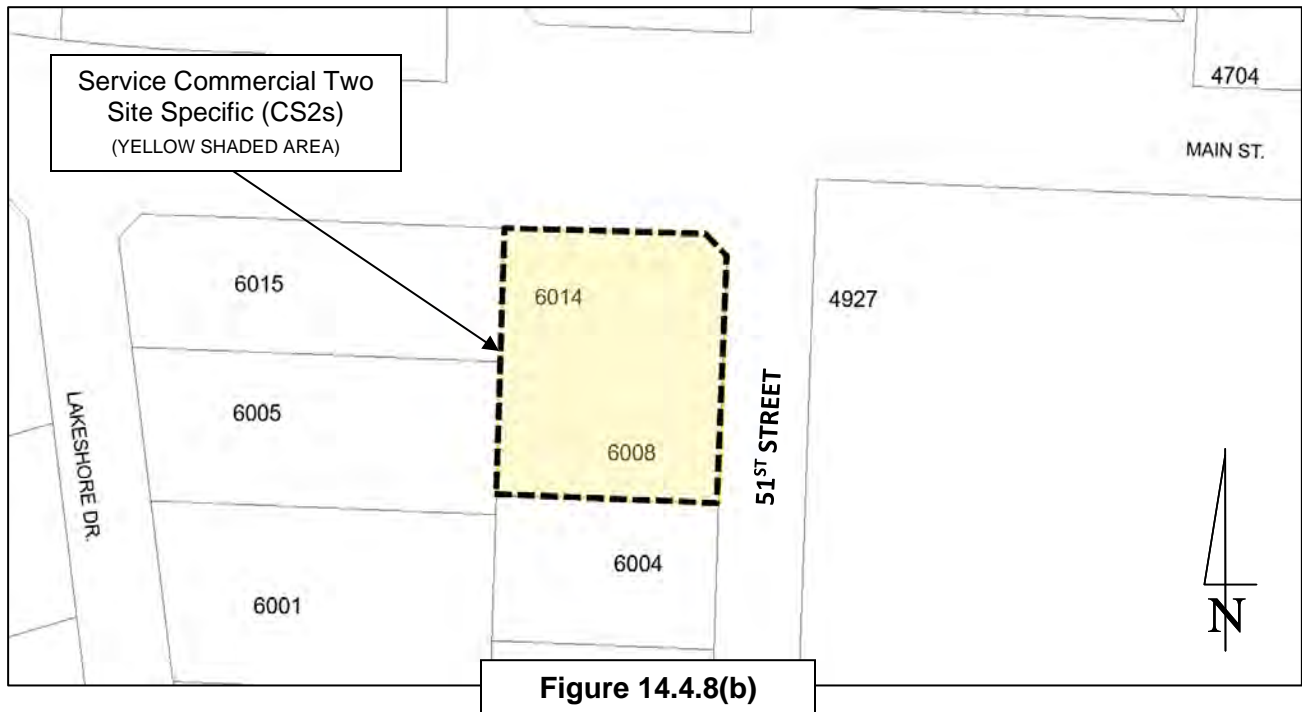 Service Commercial Two
Site Specific (CS2s)
(YELLOW SHADED AREA)
4704
MAIN ST.
6015
6014
4927
6005
6008
LAKESHORE DR.
51ST STREET
6004
6001
N
Figure 14.4.8(b)